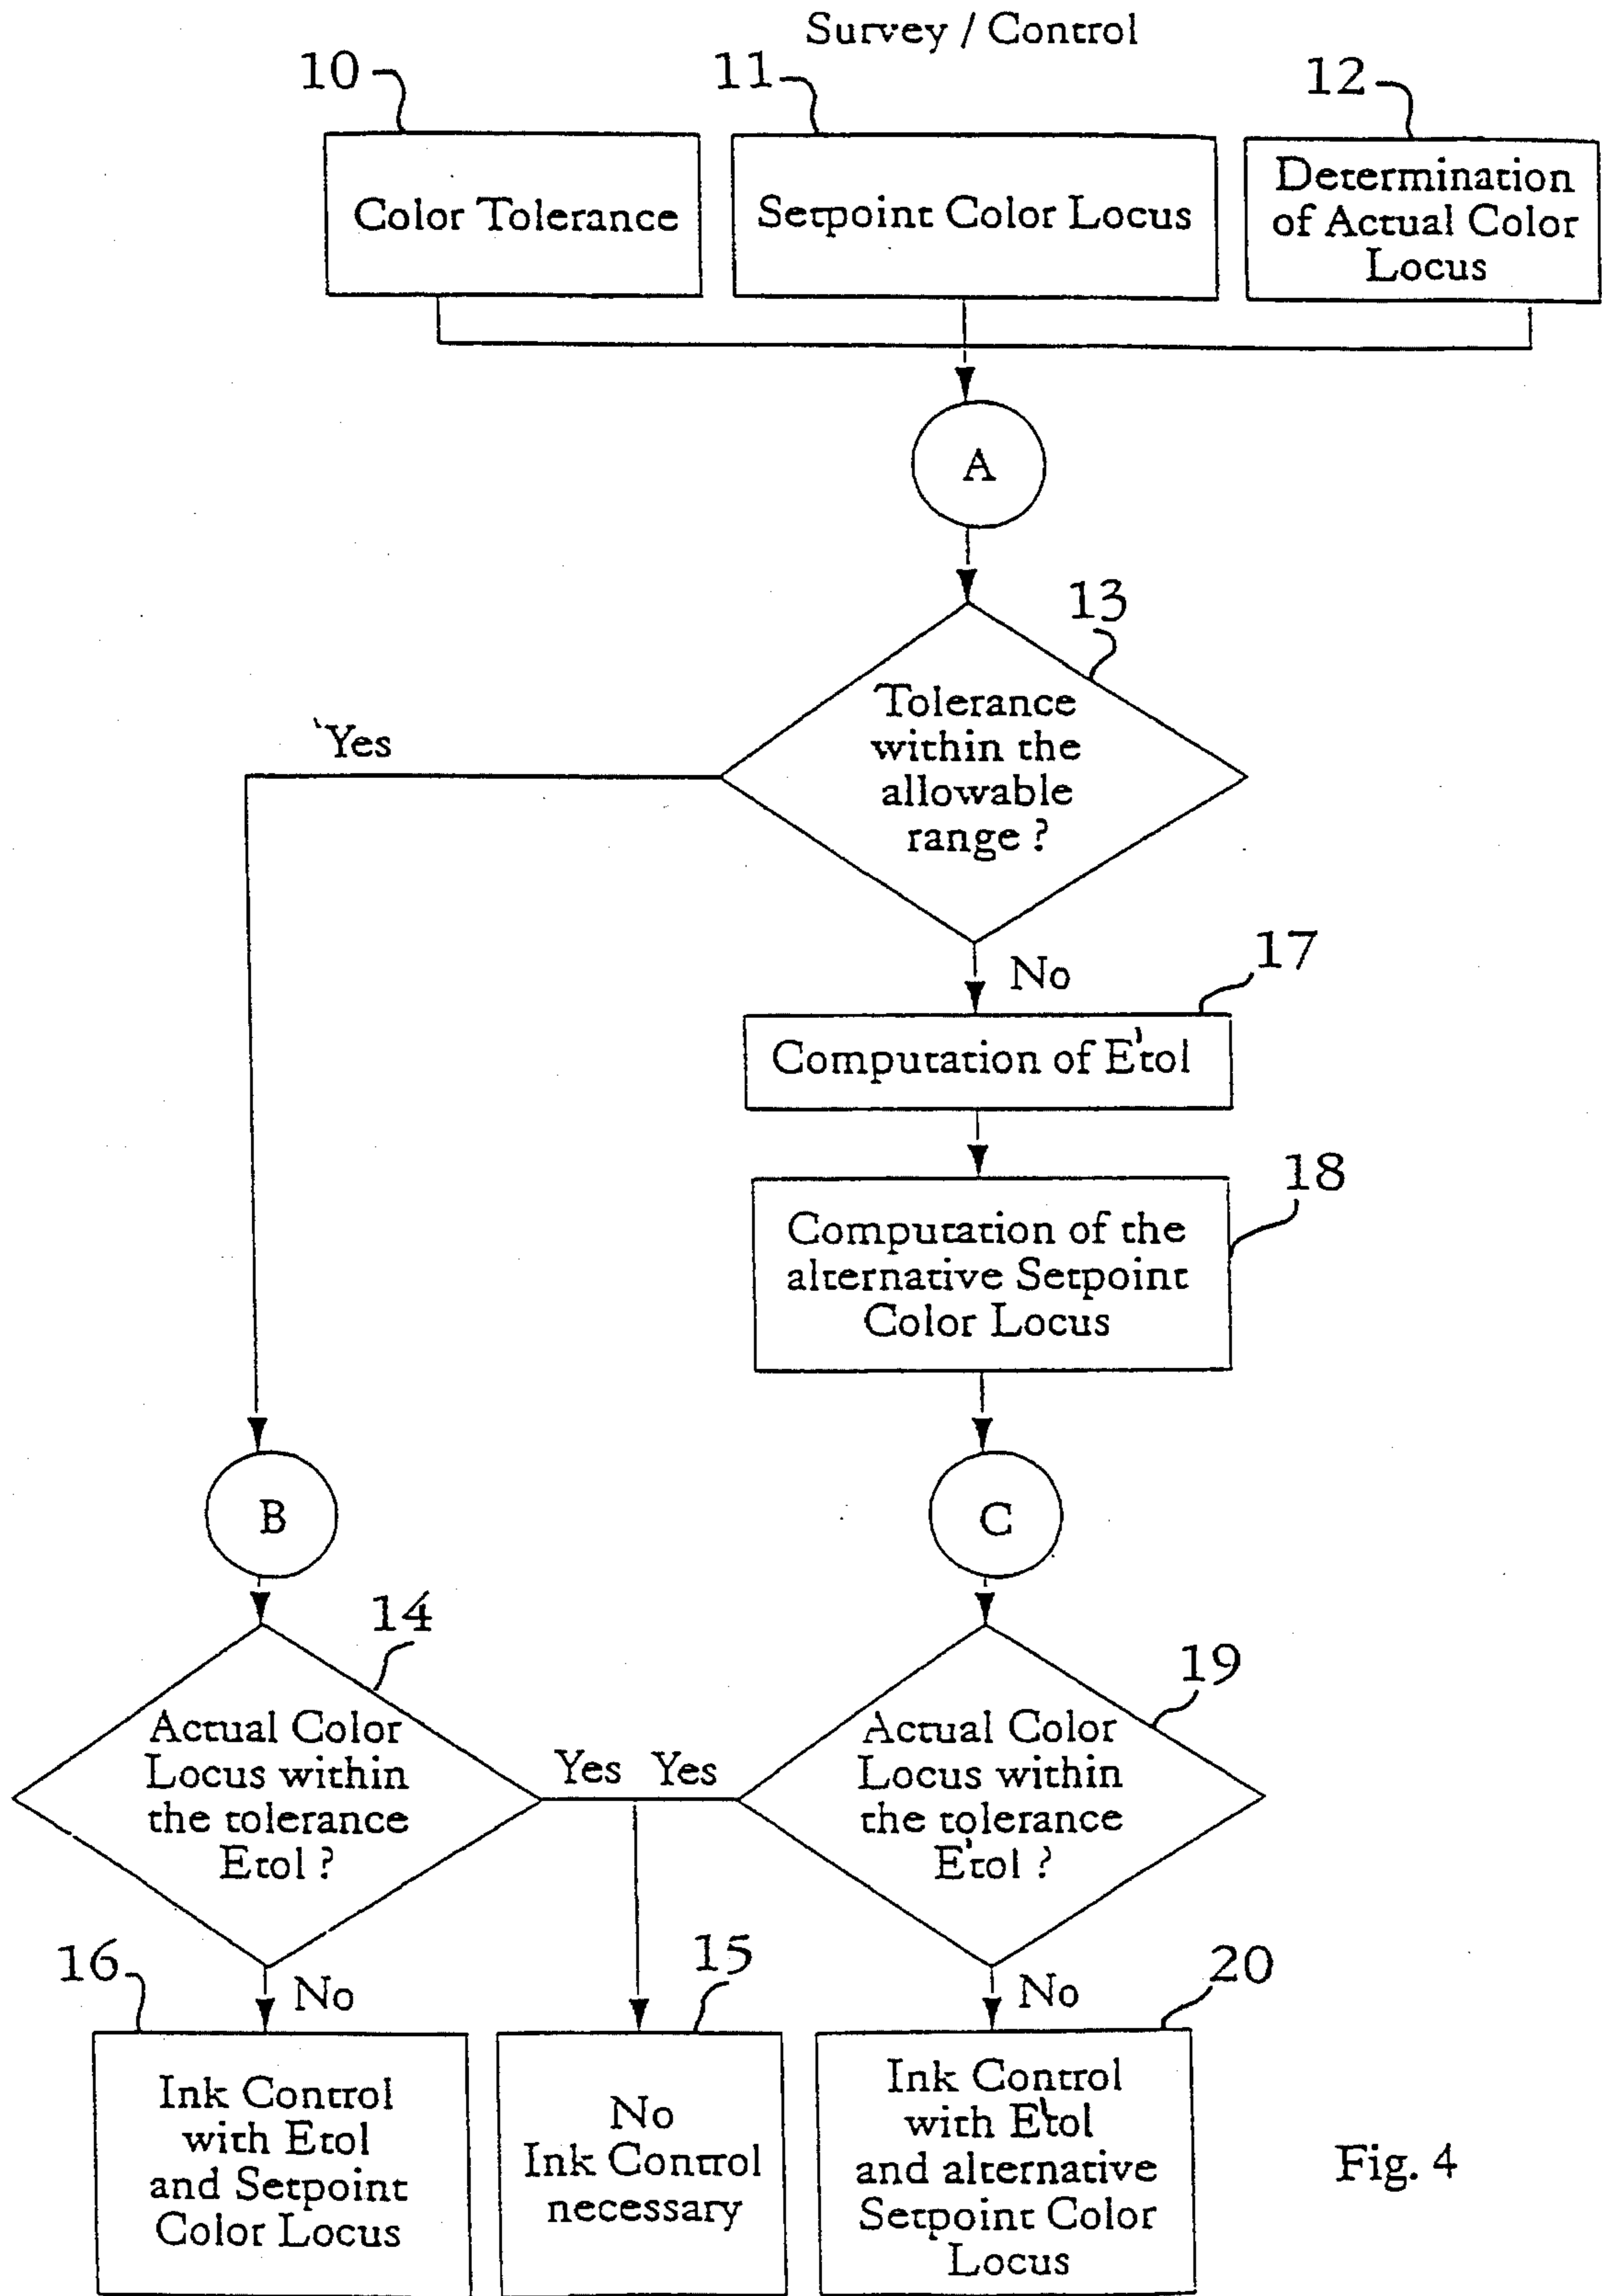 Survey / Control
10
11
12
Color Tolerance
Setpoint Color Locus
Determination
of Actual Color
Locus
A
13
Tolerance
within the
allowable
range ?
Yes
No
17
Computation of E'tol
18
Computation of the
alternative Setpoint
Color Locus
B
C
14
19
Actual Color
Locus within
the tolerance
Etol ?
Yes Yes
Actual Color
Locus within
the tolerance
E'tol ?
16
No
15
No
20
Ink Control
with Etol
and Setpoint
Color Locus
No
Ink Control
necessary
Ink Control
with E'tol
and alternative
Setpoint Color
Locus
Fig. 4